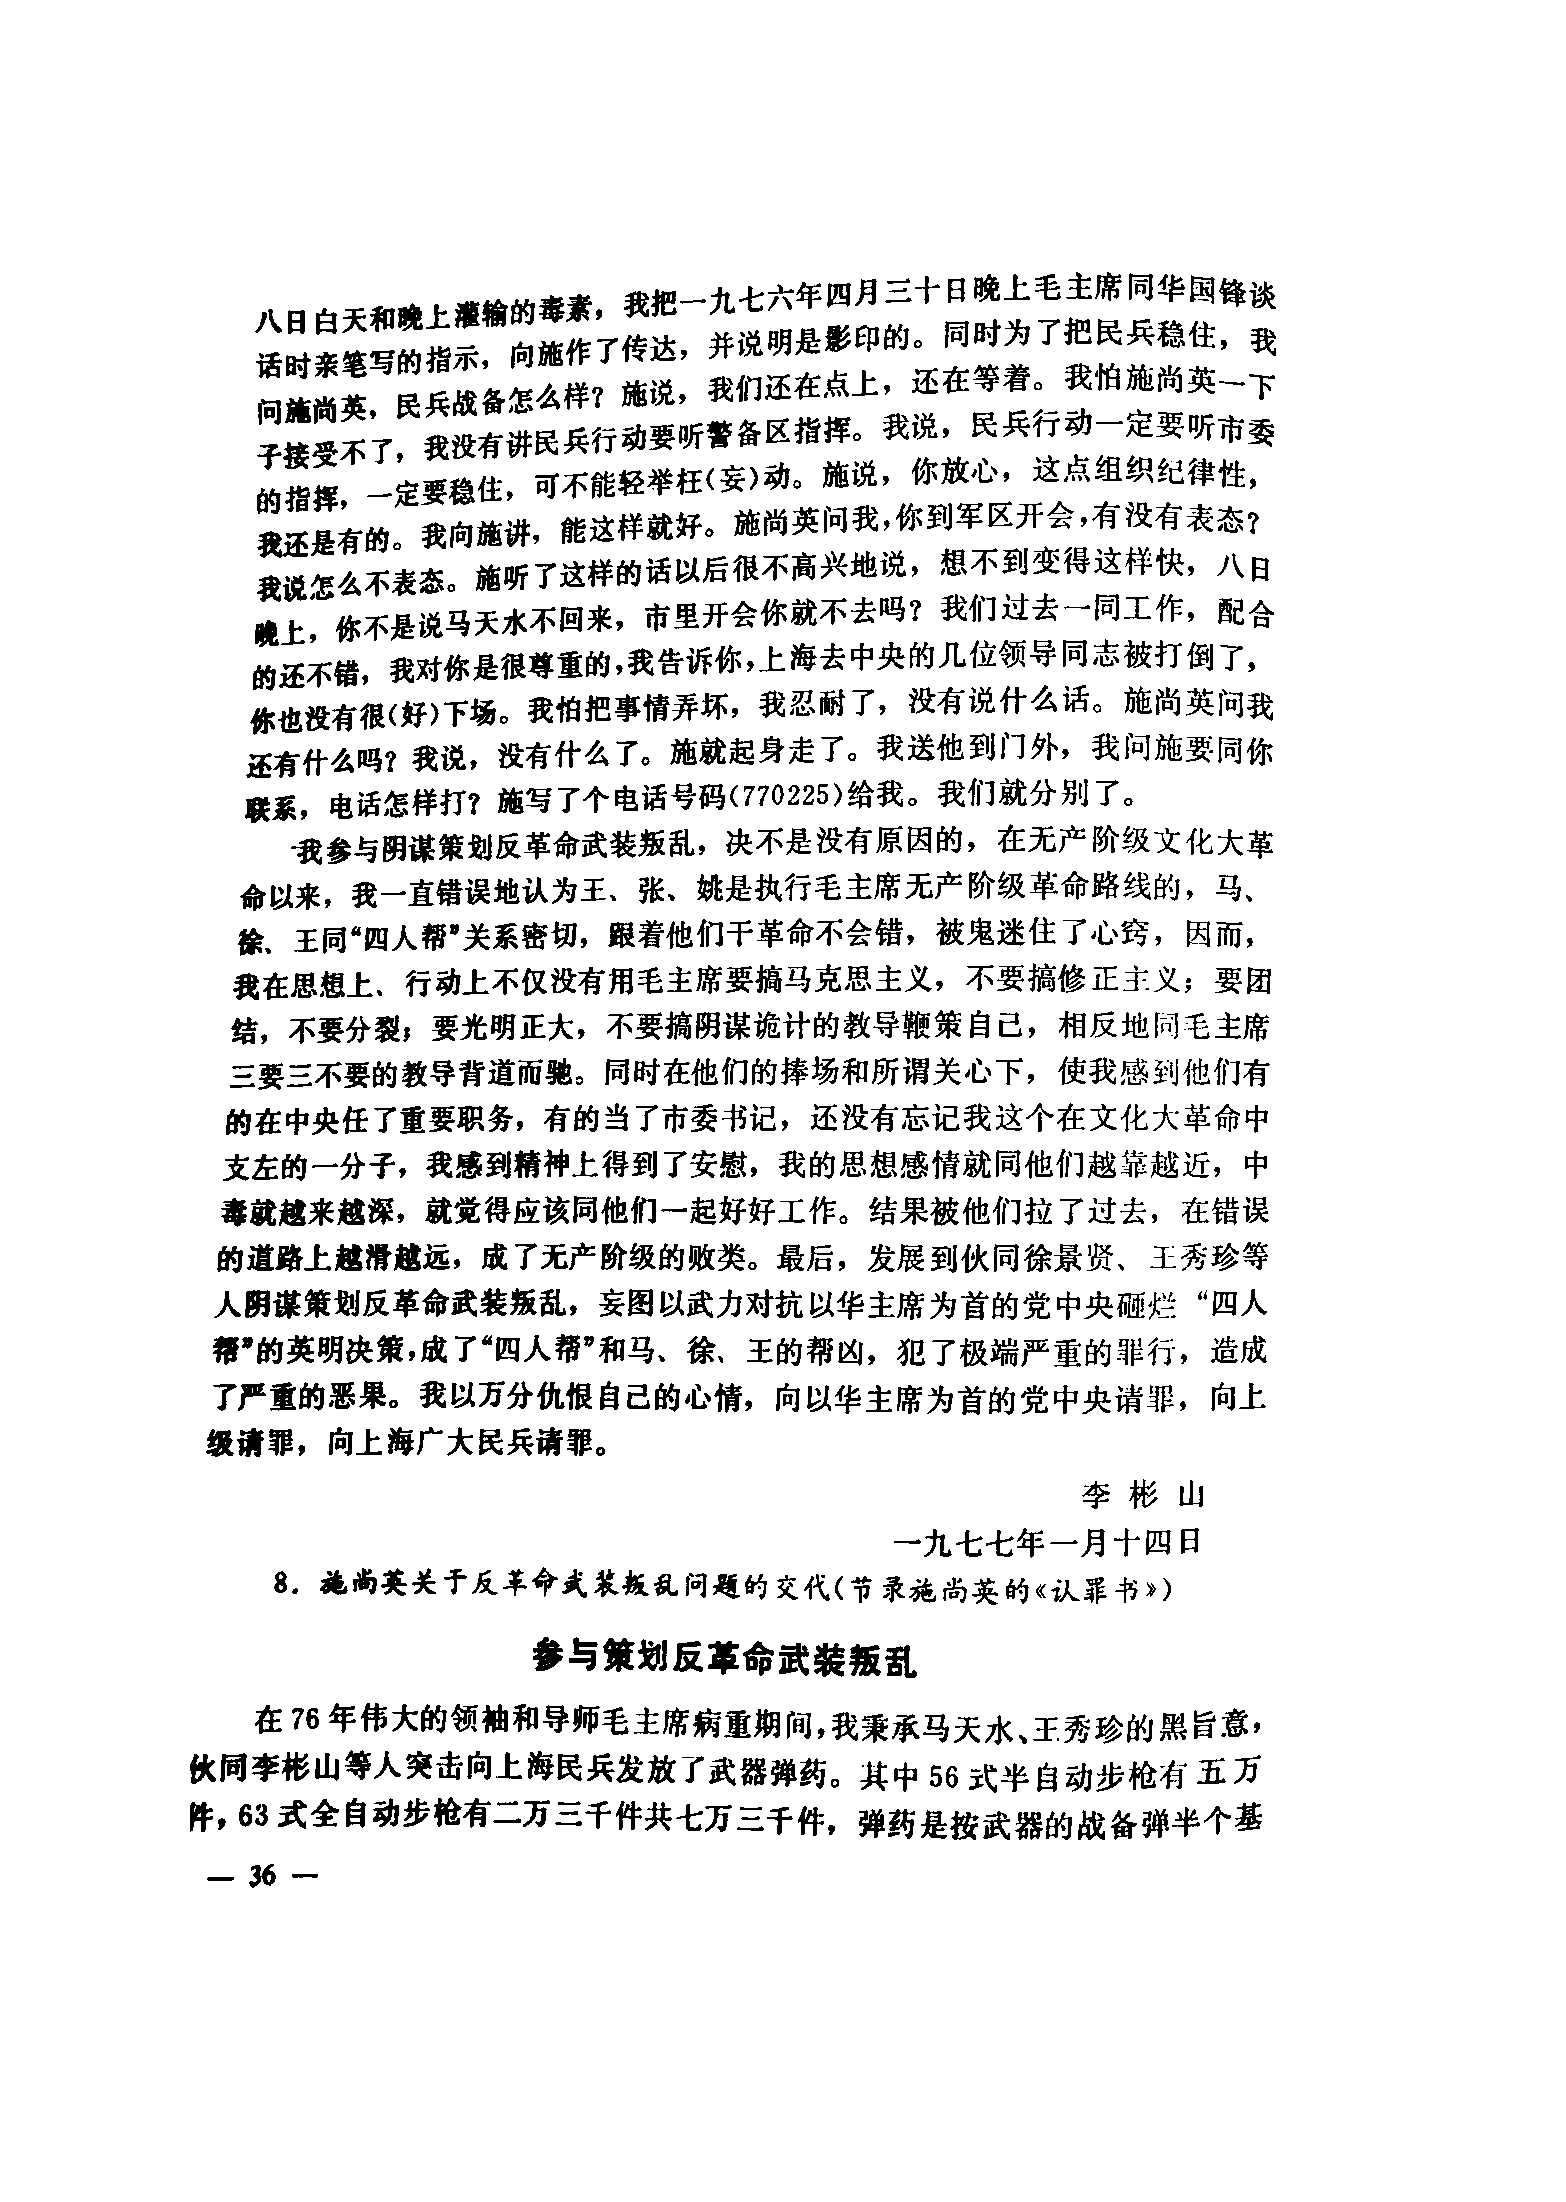 八日白天和晚上灌输的毒素，我把一九七六年四月三十日晚上毛主席同华国锋谈
话时亲笔写的指示，向施作了传达，并说明是影印的。同时为了把民兵稳住，我
问施尚英，民兵战备怎么样？施说，我们还在点上，还在等着。我怕施尚英一下
子接受不了，我没有讲民兵行动要听警备区指挥。我说，民兵行动一定要听市委
的指挥，一定要稳住，可不能轻举枉(妄)动。施说，你放心，这点组织纪律性，
我还是有的。我向施讲，能这样就好。施尚英问我，你到军区开会，有没有表态？
我说怎么不表态。施听了这样的话以后很不高兴地说，想不到变得这样快，八日
晚上，你不是说马天水不回来，市里开会你就不去吗？我们过去一同工作，配合
的还不错，我对你是很尊重的，我告诉你，上海去中央的几位领导同志被打倒了，
你也没有很(好)下场。我怕把事情弄坏，我忍耐了，没有说什么话。施尚英问我
还有什么吗？我说，没有什么了。施就起身走了。我送他到门外，我问施要同你
联系，电话怎样打？施写了个电话号码(770225)给我。我们就分别了。
我参与阴谋策划反革命武装叛乱，决不是没有原因的，在无产阶级文化大革
命以来，我一直错误地认为王、张、姚是执行毛主席无产阶级革命路线的，马、
徐、王同“四人帮”关系密切，跟着他们干革命不会错，被鬼迷住了心窍，因而，
我在思想上、行动上不仅没有用毛主席要搞马克思主义，不要搞修正主义；要团
结，不要分裂；要光明正大，不要搞阴谋诡计的教导鞭策自己，相反地同毛主席
三要三不要的教导背道而驰。同时在他们的捧场和所谓关心下，使我感到他们有
的在中央任了重要职务，有的当了市委书记，还没有忘记我这个在文化大革命中
支左的一分子，我感到精神上得到了安慰，我的思想感情就同他们越靠越近，中
毒就越来越深，就觉得应该同他们一起好好工作。结果被他们拉了过去，在错误
的道路上越滑越远，成了无产阶级的败类。最后，发展到伙同徐景贤、王秀珍等
人阴谋策划反革命武装叛乱，妄图以武力对抗以华主席为首的党中央砸烂“四人
帮”的英明决策，成了“四人帮”和马、徐、王的帮凶，犯了极端严重的罪行，造成
了严重的恶果。我以万分仇恨自己的心情，向以华主席为首的党中央请罪，向上
级请罪，向上海广大民兵请罪。
李彬山
一九七七年一月十四日
8．施尚英关于反革命武装叛乱问题的交代(节录施尚英的《认罪书》)
参与策划反革命武装叛乱
在76年伟大的领袖和导师毛主席病重期间，我秉承马天水、王秀珍的黑旨意，
伙同李彬山等人突击向上海民兵发放了武器弹药。其中56式半自动步枪有五万
件，63式全自动步枪有二万三千件共七万三千件，弹药是按武器的战备弹半个基
— 36 —